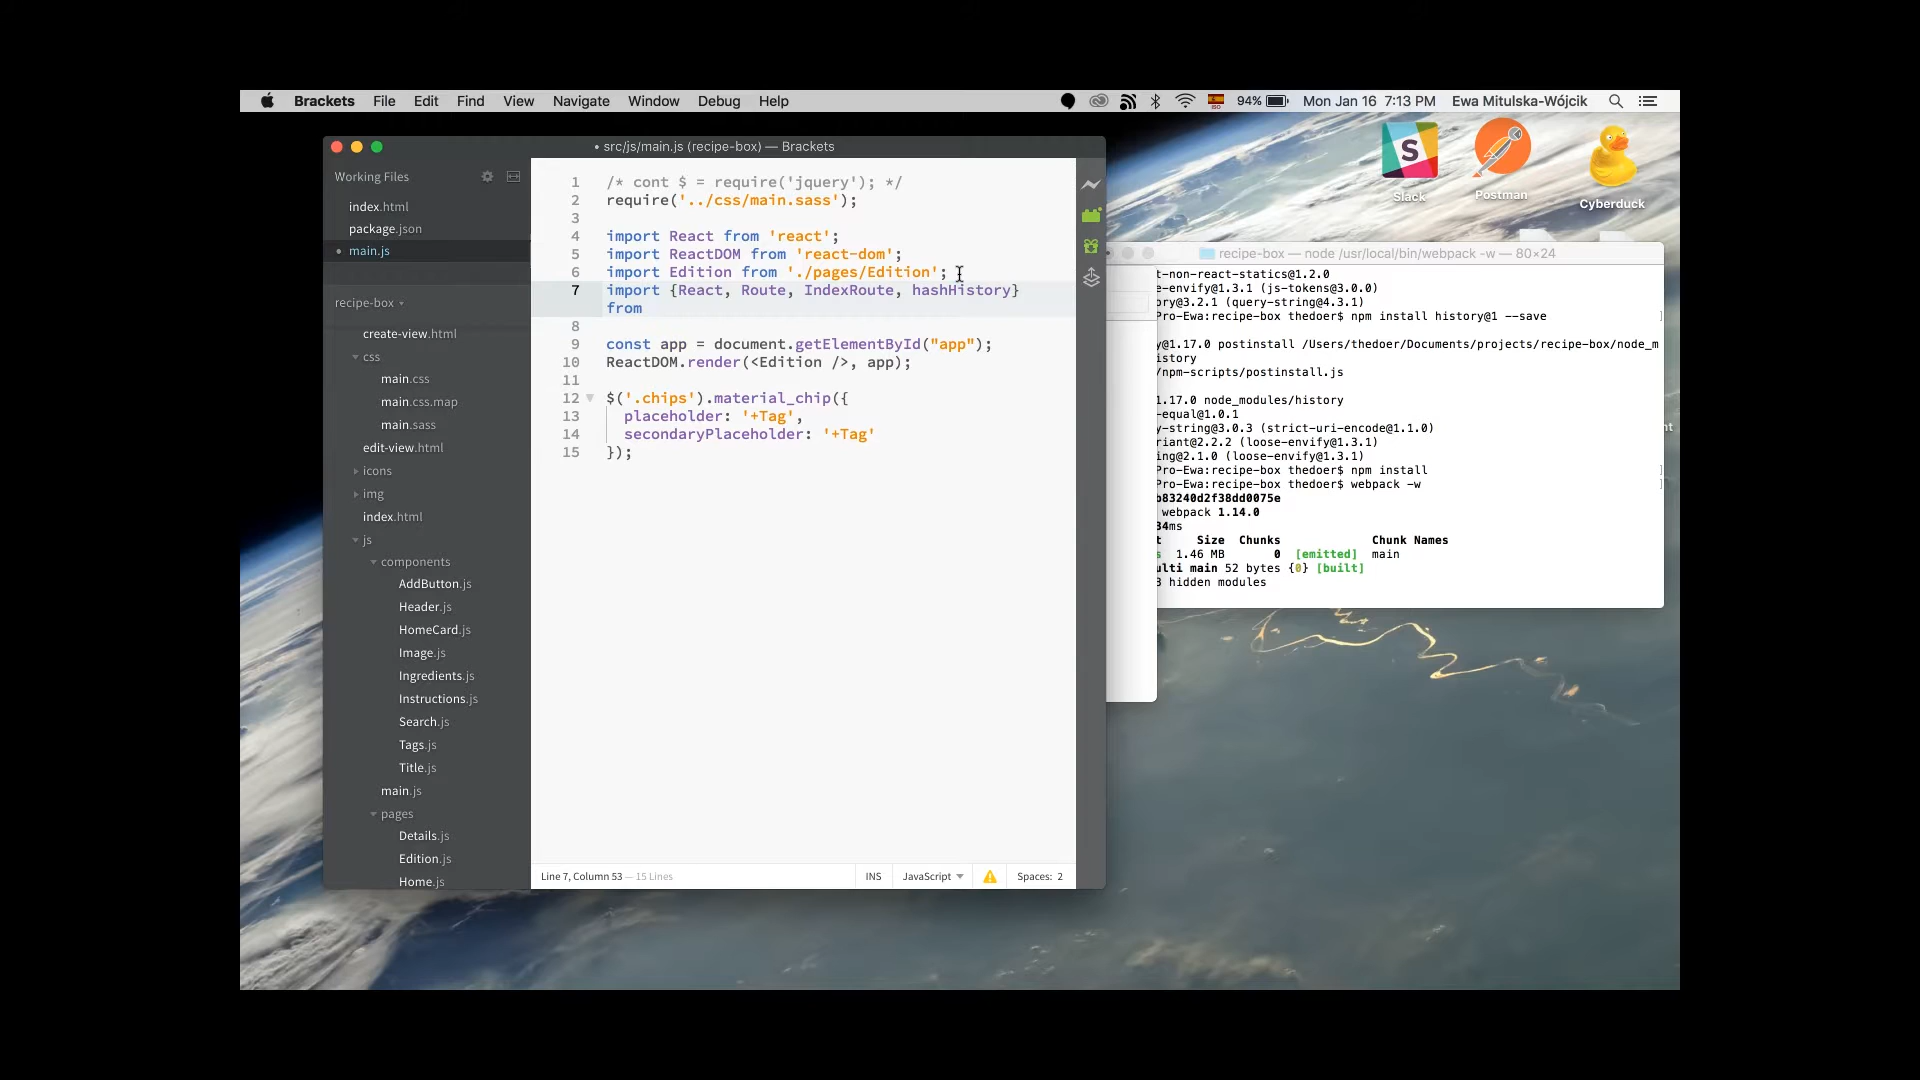 Brackets File Edit Find View Navigate Window Debug Help 94% Mon Jan 16 7:13 PM Ewa Mitulska-Wójcik
• src/js/main.js (recipe-box) — Brackets
Working Files
index.html
package.json
• main.js
recipe-box
create-view.html
css
main.css
main.css.map
main.sass
edit-view.html
icons
img
index.html
js
components
AddButton.js
Header.js
HomeCard.js
Image.js
Ingredients.js
Instructions.js
Search.js
Tags.js
Title.js
main.js
pages
Details.js
Edition.js
Home.js
1 /* cont $ = require('jquery'); */
2 require('../css/main.sass');
3
4 import React from 'react';
5 import ReactDOM from 'react-dom';
6 import Edition from './pages/Edition';
7 import {React, Route, IndexRoute, hashHistory}
from
8
9 const app = document.getElementById("app");
10 ReactDOM.render(<Edition />, app);
11
12 $('.chips').material_chip({
13 placeholder: '+Tag',
14 secondaryPlaceholder: '+Tag'
15 });
Line 7, Column 53 — 15 Lines INS JavaScript Spaces: 2
S
Slack Postman Cyberduck
recipe-box — node /usr/local/bin/webpack -w — 80×24
t-non-react-statics@1.2.0
e-envify@1.3.1 (js-tokens@3.0.0)
ory@3.2.1 (query-string@4.3.1)
Pro-Ewa:recipe-box thedoer$ npm install history@1 --save ]
y@1.17.0 postinstall /Users/thedoer/Documents/projects/recipe-box/node_m
istory
/npm-scripts/postinstall.js
.17.0 node_modules/history
-equal@1.0.1
y-string@3.0.3 (strict-uri-encode@1.1.0)
riant@2.2.2 (loose-envify@1.3.1)
ing@2.1.0 (loose-envify@1.3.1)
Pro-Ewa:recipe-box thedoer$ npm install ]
Pro-Ewa:recipe-box thedoer$ webpack -w ]
b83240d2f38dd0075e
webpack 1.14.0
34ms
t Size Chunks Chunk Names
s 1.46 MB 0 [emitted] main
ulti main 52 bytes {0} [built]
3 hidden modules
nt